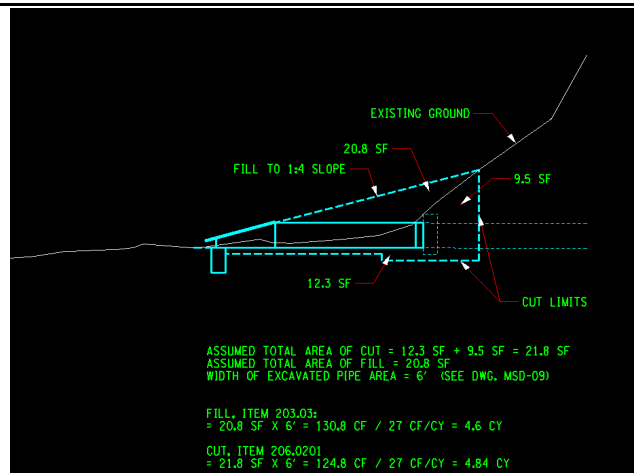 EXISTING GROUND
20.8 SF
FILL TO 1:4 SLOPE
9.5 SF
12.3 SF
CUT LIMITS
ASSUMED TOTAL AREA OF CUT = 12.3 SF + 9.5 SF = 21.8 SF
ASSUMED TOTAL AREA OF FILL = 20.8 SF
WIDTH OF EXCAVATED PIPE AREA = 6' (SEE DWG. MSD-09)
FILL, ITEM 203.03:
= 20.8 SF X 6' = 130.8 CF / 27 CF/CY = 4.6 CY
CUT, ITEM 206.0201
= 21.8 SF X 6' = 124.8 CF / 27 CF/CY = 4.84 CY